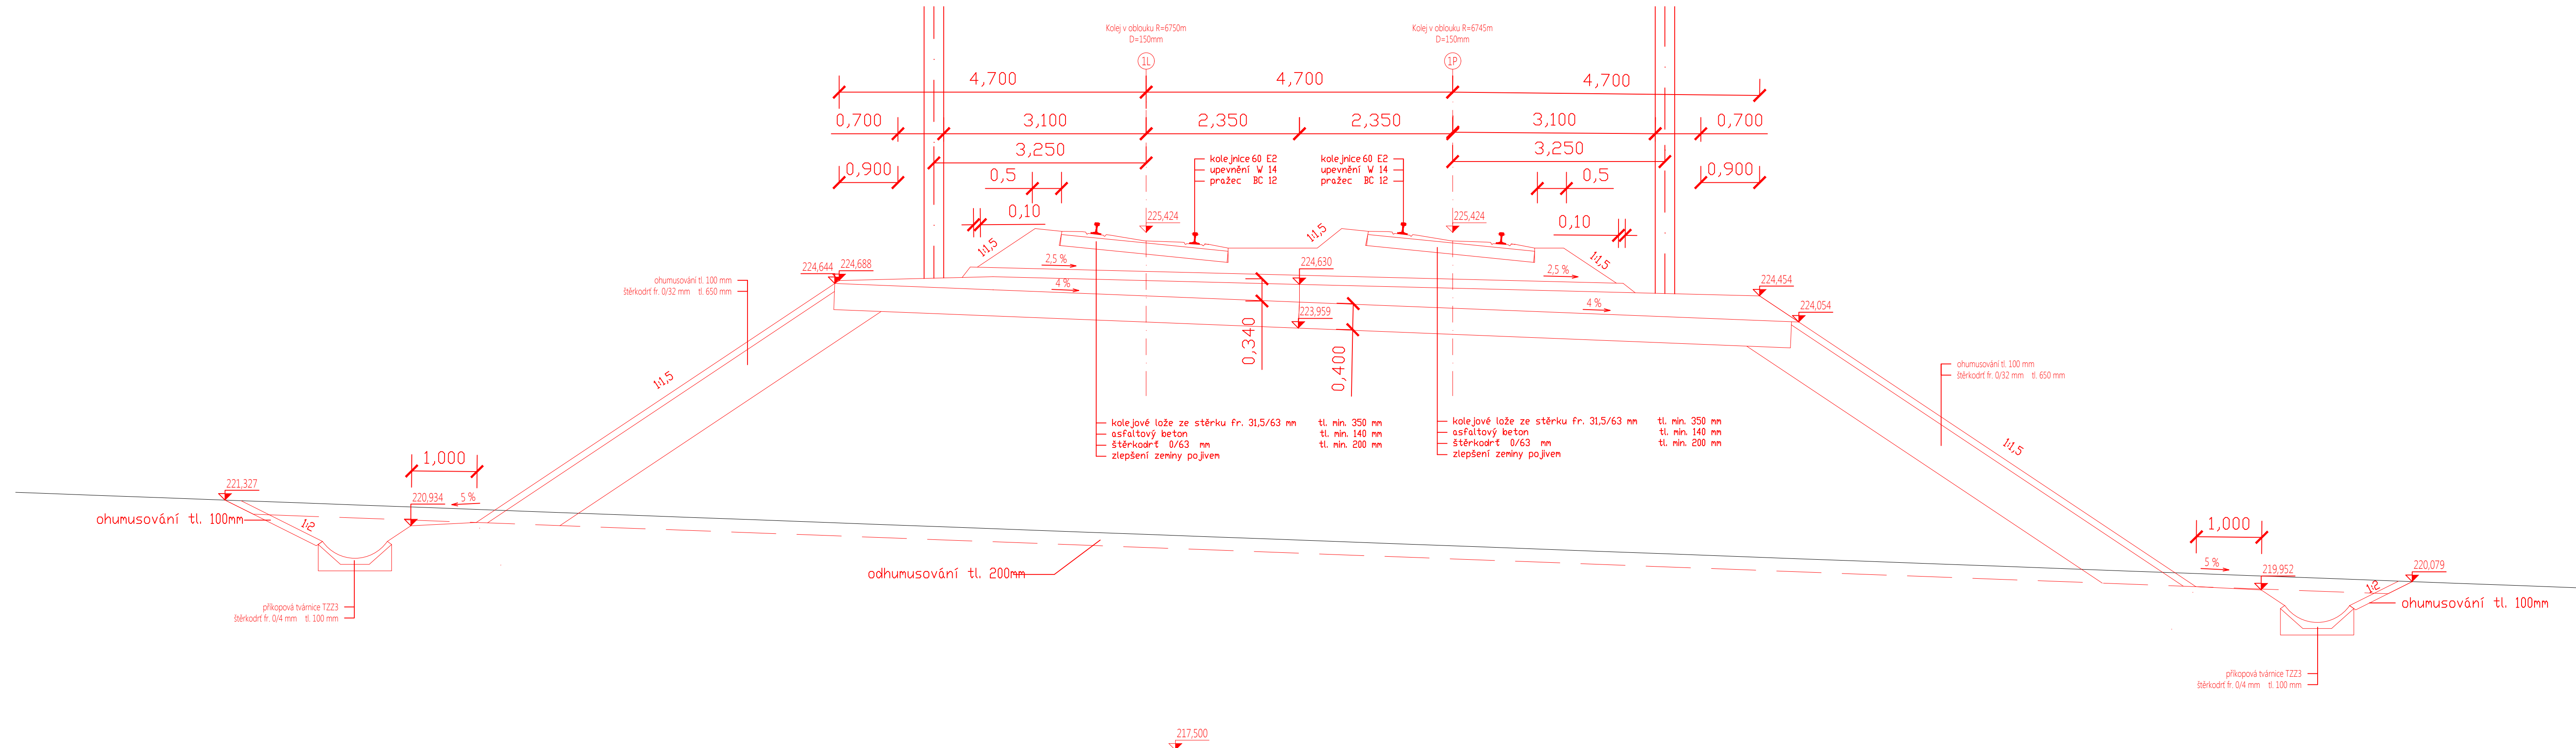 Kolej v oblouku R=6750m
D=150mm
1L
Kolej v oblouku R=6745m
D=150mm
1P
4,700
4,700
4,700
0,700
3,100
2,350
2,350
3,100
0,700
3,250
3,250
0,900
0,900
0,5
kolejnice 60 E2
upevnění W 14
pražec BC 12
kolejnice 60 E2
upevnění W 14
pražec BC 12
0,5
0,10
225,424
225,424
0,10
1:1,5
1:1,5
1:1,5
2,5 %
224,630
2,5 %
224,644
224,688
4 %
4 %
224,454
224,054
223,959
0,340
0,400
ohumusování tl. 100 mm
štěrkodrť fr. 0/32 mm tl. 650 mm
1:1,5
ohumusování tl. 100 mm
štěrkodrť fr. 0/32 mm tl. 650 mm
1:1,5
kolejové lože ze stěrku fr. 31,5/63 mm tl. min. 350 mm
asfaltový beton tl. min. 140 mm
štěrkodrť 0/63 mm tl. min. 200 mm
zlepšení zeminy pojivem
kolejové lože ze stěrku fr. 31,5/63 mm tl. min. 350 mm
asfaltový beton tl. min. 140 mm
štěrkodrť 0/63 mm tl. min. 200 mm
zlepšení zeminy pojivem
1,000
221,327
220,934
5 %
ohumusování tl. 100mm
1:2
příkopová tvárnice TZZ3
štěrkodrť fr. 0/4 mm tl. 100 mm
odhumusování tl. 200mm
1,000
5 %
219,952
220,079
1:2
ohumusování tl. 100mm
příkopová tvárnice TZZ3
štěrkodrť fr. 0/4 mm tl. 100 mm
217,500